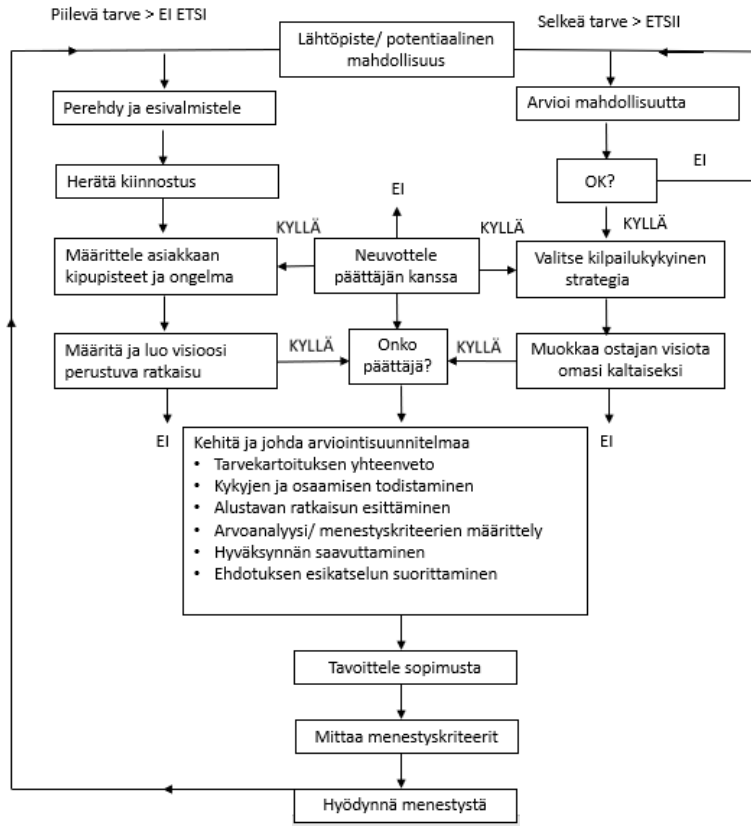 Piilevä tarve > EI ETSI
Selkeä tarve > ETSII
Lähtöpiste/ potentiaalinen
mahdollisuus
Perehdy ja esivalmistele
Arvioi mahdollisuutta
Herätä kiinnostus
EI
OK?
EI
KYLLÄ
KYLLÄ
KYLLÄ
Määrittele asiakkaan
kipupisteet ja ongelma
Neuvottele
päättäjän kanssa
Valitse kilpailukykyinen
strategia
Määritä ja luo visioosi
perustuva ratkaisu
KYLLÄ
Onko
päättäjä?
KYLLÄ
Muokkaa ostajan visiota
omasi kaltaiseksi
EI
EI
Kehitä ja johda arviointisuunnitelmaa
• Tarvekartoituksen yhteenveto
• Kykyjen ja osaamisen todistaminen
• Alustavan ratkaisun esittäminen
• Arvoanalyysi/ menestyskriteerien määrittely
• Hyväksynnän saavuttaminen
• Ehdotuksen esikatselun suorittaminen
Tavoittele sopimusta
Mittaa menestyskriteerit
Hyödynnä menestystä